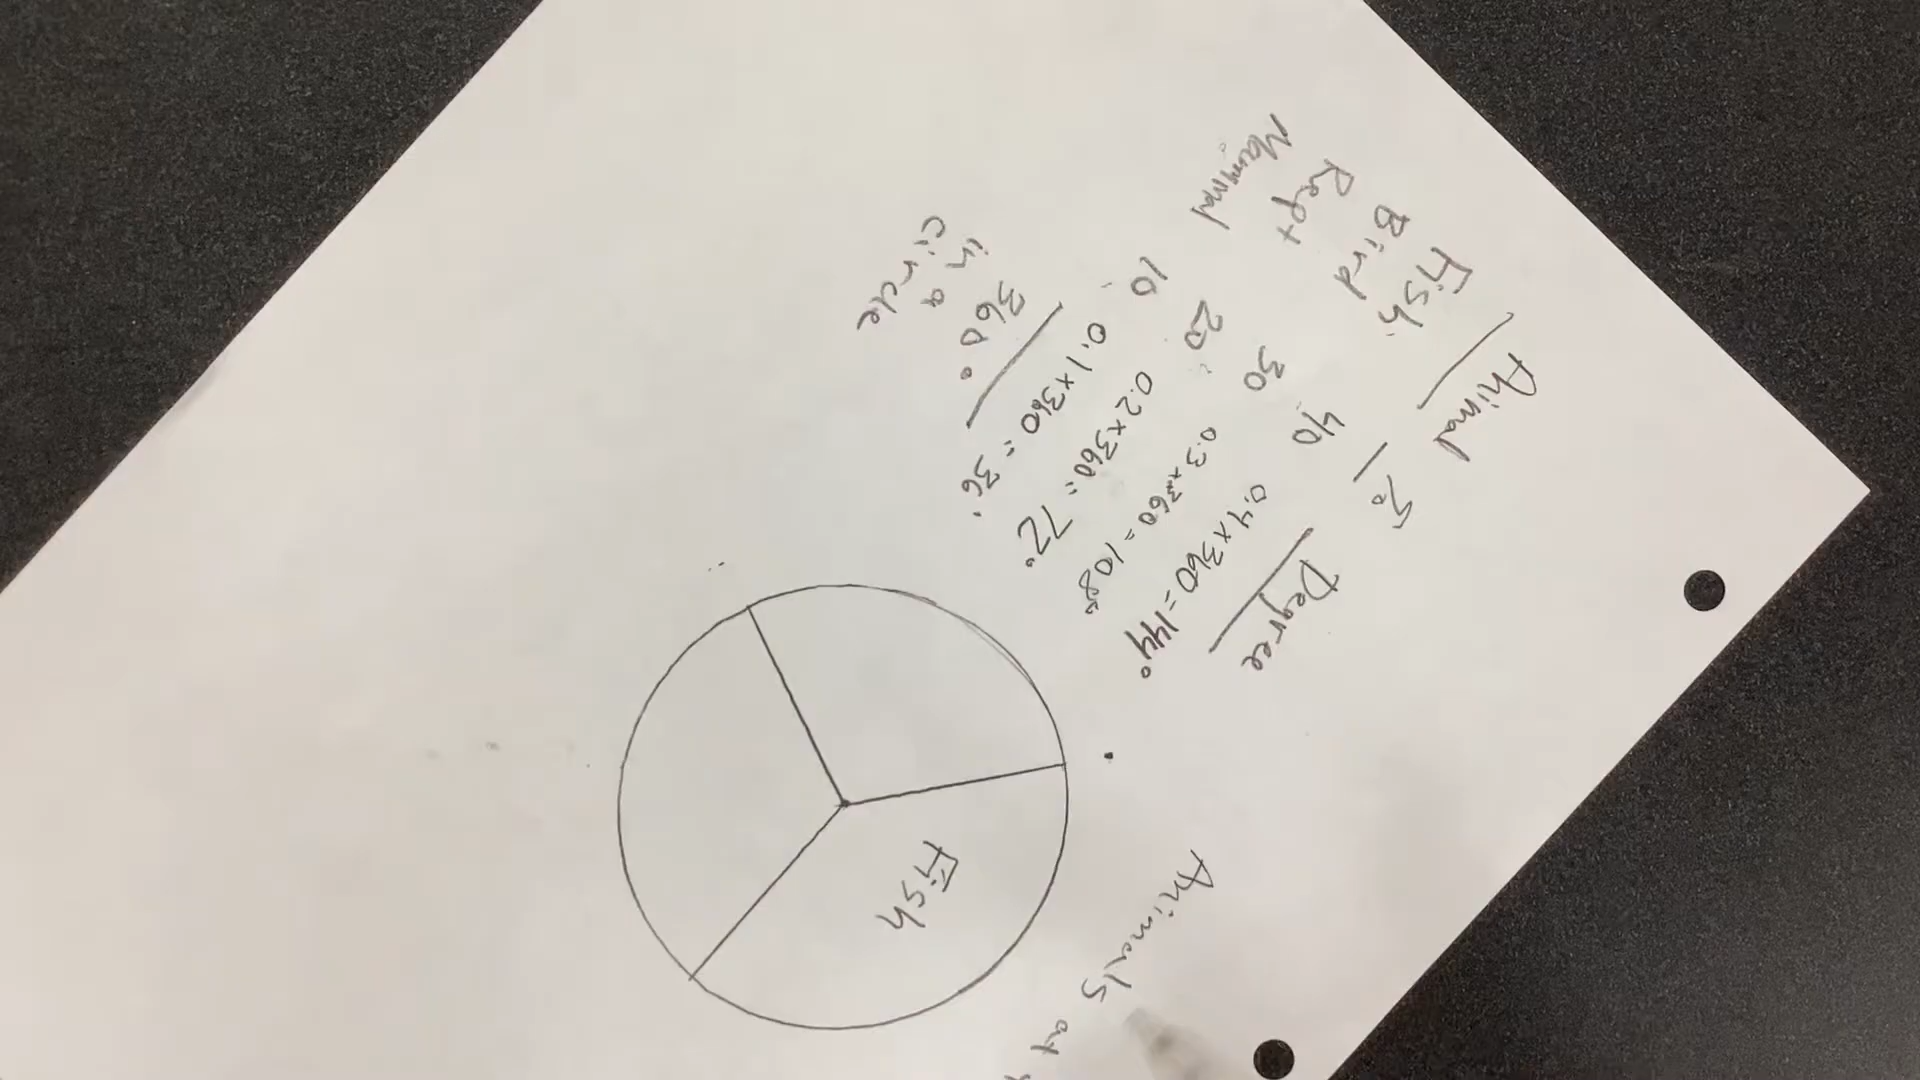 Animal % Degree
Fish 40 0.4 x 360 = 144°
Bird 30 0.3 x 360 = 108°
Rept 20 0.2 x 360 = 72°
Mammal 10 0.1 x 360 = 36°
360°
in a
circle
Animals at
Fish